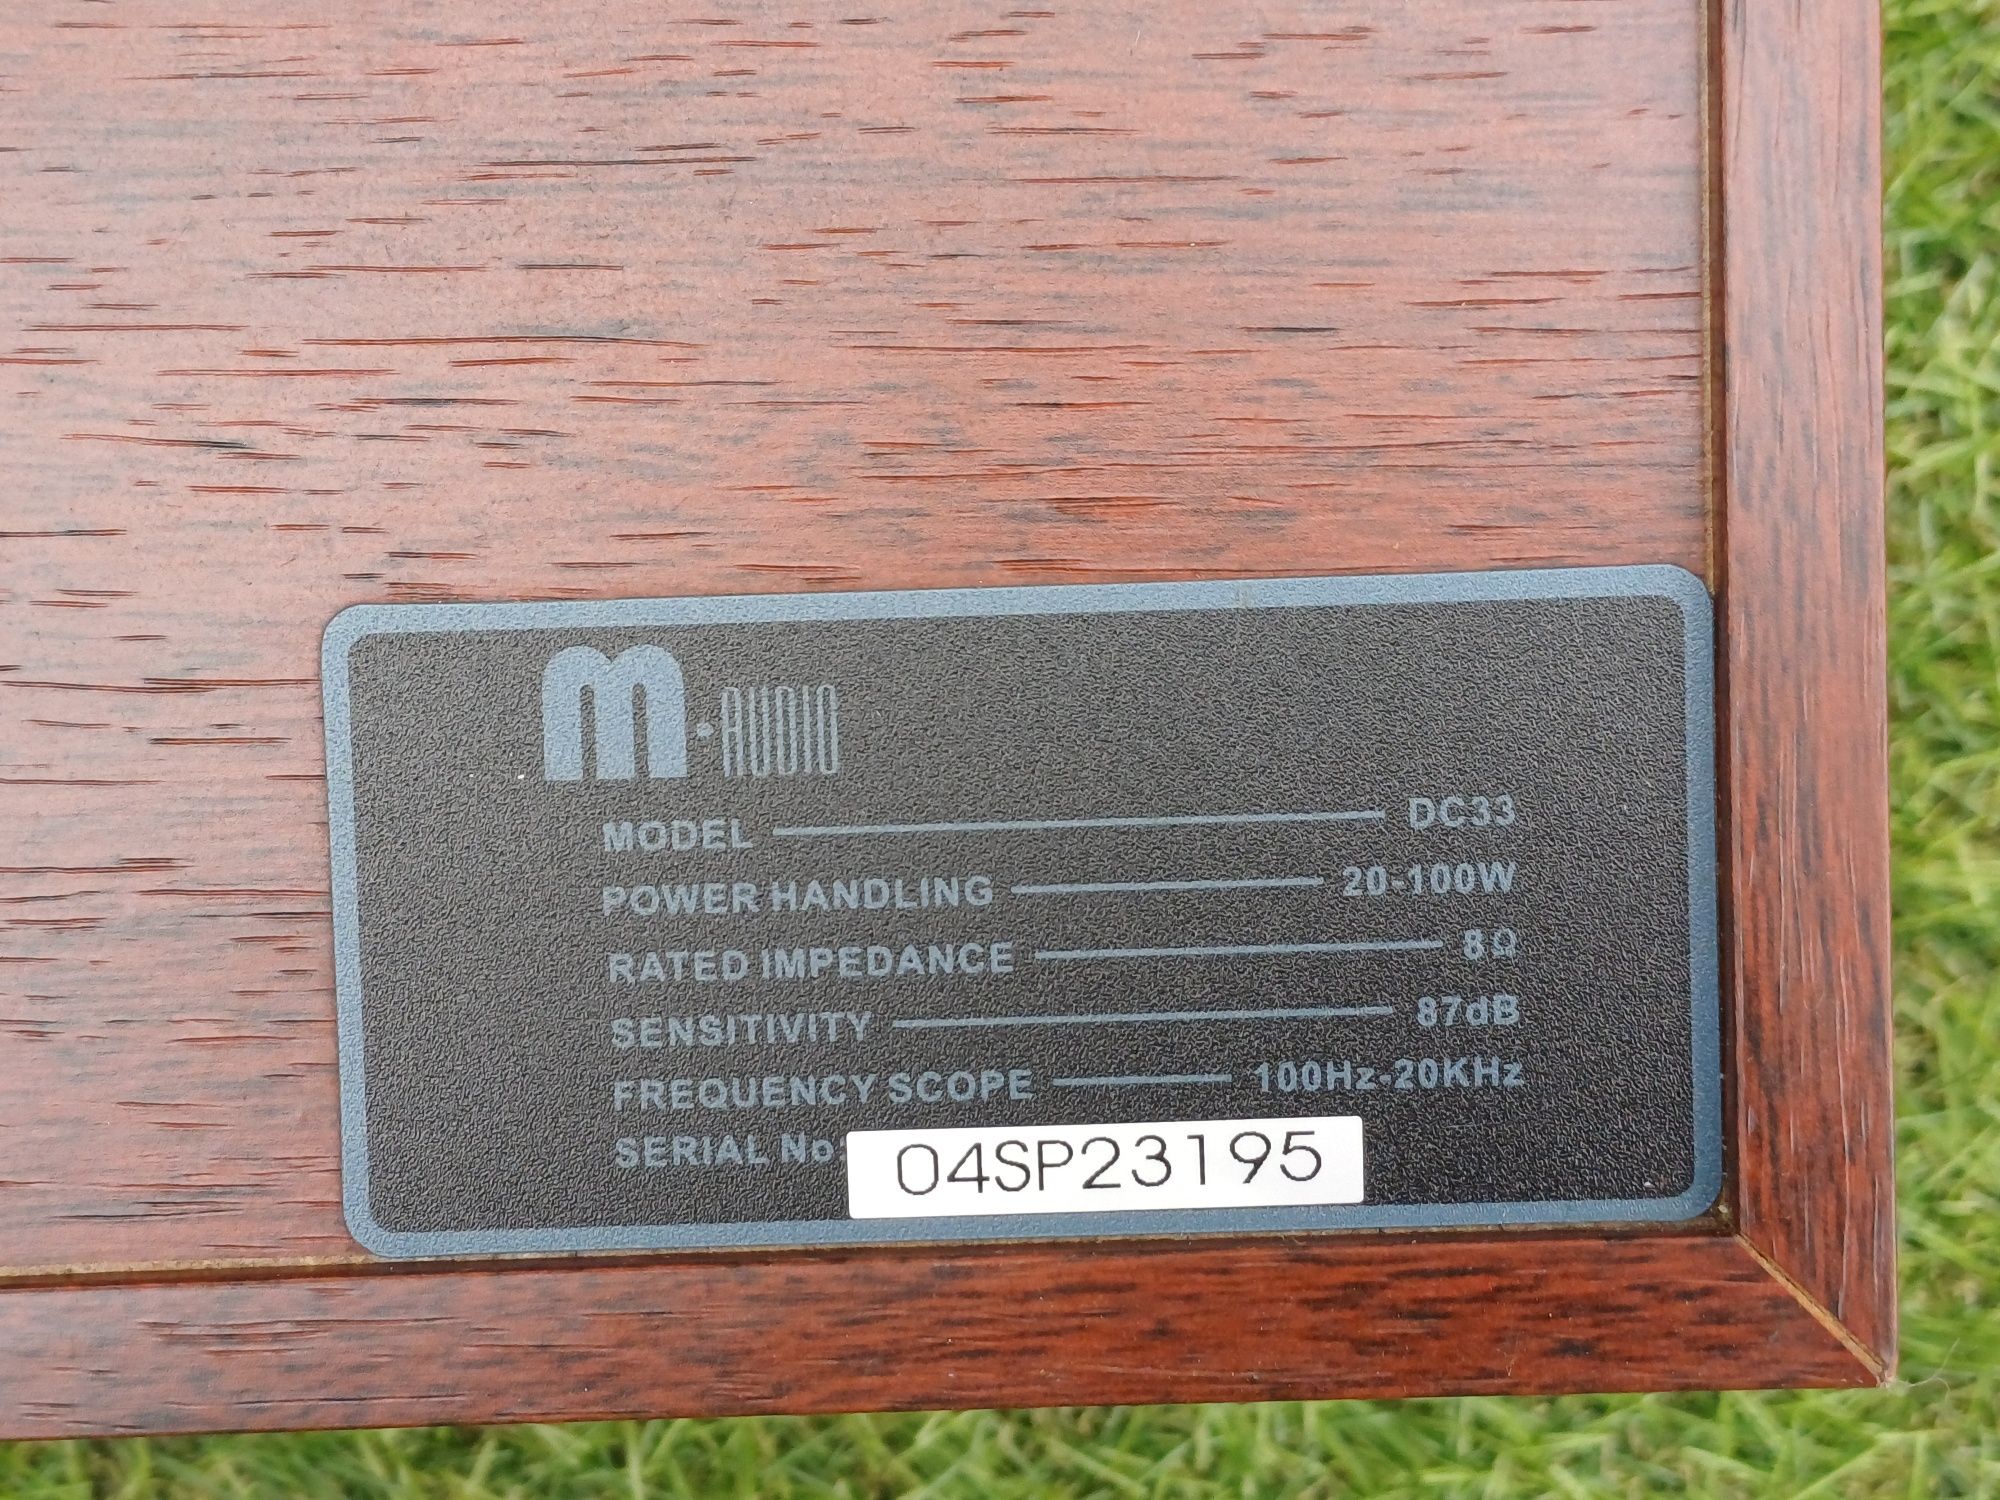 m·AUDIO
MODEL DC33
POWER HANDLING 20-100W
RATED IMPEDANCE 8Ω
SENSITIVITY 87dB
FREQUENCY SCOPE 100Hz-20KHz
SERIAL No 04SP23195